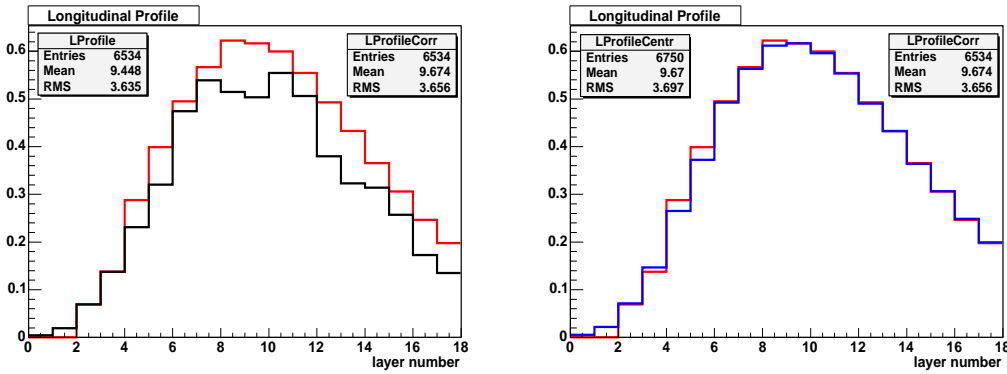 Longitudinal Profile
LProfile
Entries 6534
Mean 9.448
RMS 3.635
LProfileCorr
Entries 6534
Mean 9.674
RMS 3.656
0.6
0.5
0.4
0.3
0.2
0.1
0
0 2 4 6 8 10 12 14 16 18
layer number
Longitudinal Profile
LProfileCentr
Entries 6750
Mean 9.67
RMS 3.697
LProfileCorr
Entries 6534
Mean 9.674
RMS 3.656
0.6
0.5
0.4
0.3
0.2
0.1
0
0 2 4 6 8 10 12 14 16 18
layer number